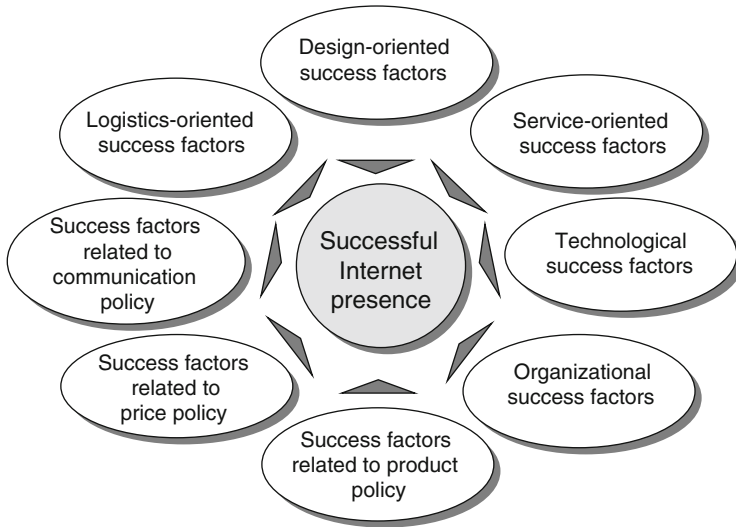 Design-oriented
success factors
Logistics-oriented
success factors
Service-oriented
success factors
Success factors
related to
communication
policy
Successful
Internet
presence
Technological
success factors
Success factors
related to
price policy
Organizational
success factors
Success factors
related to product
policy